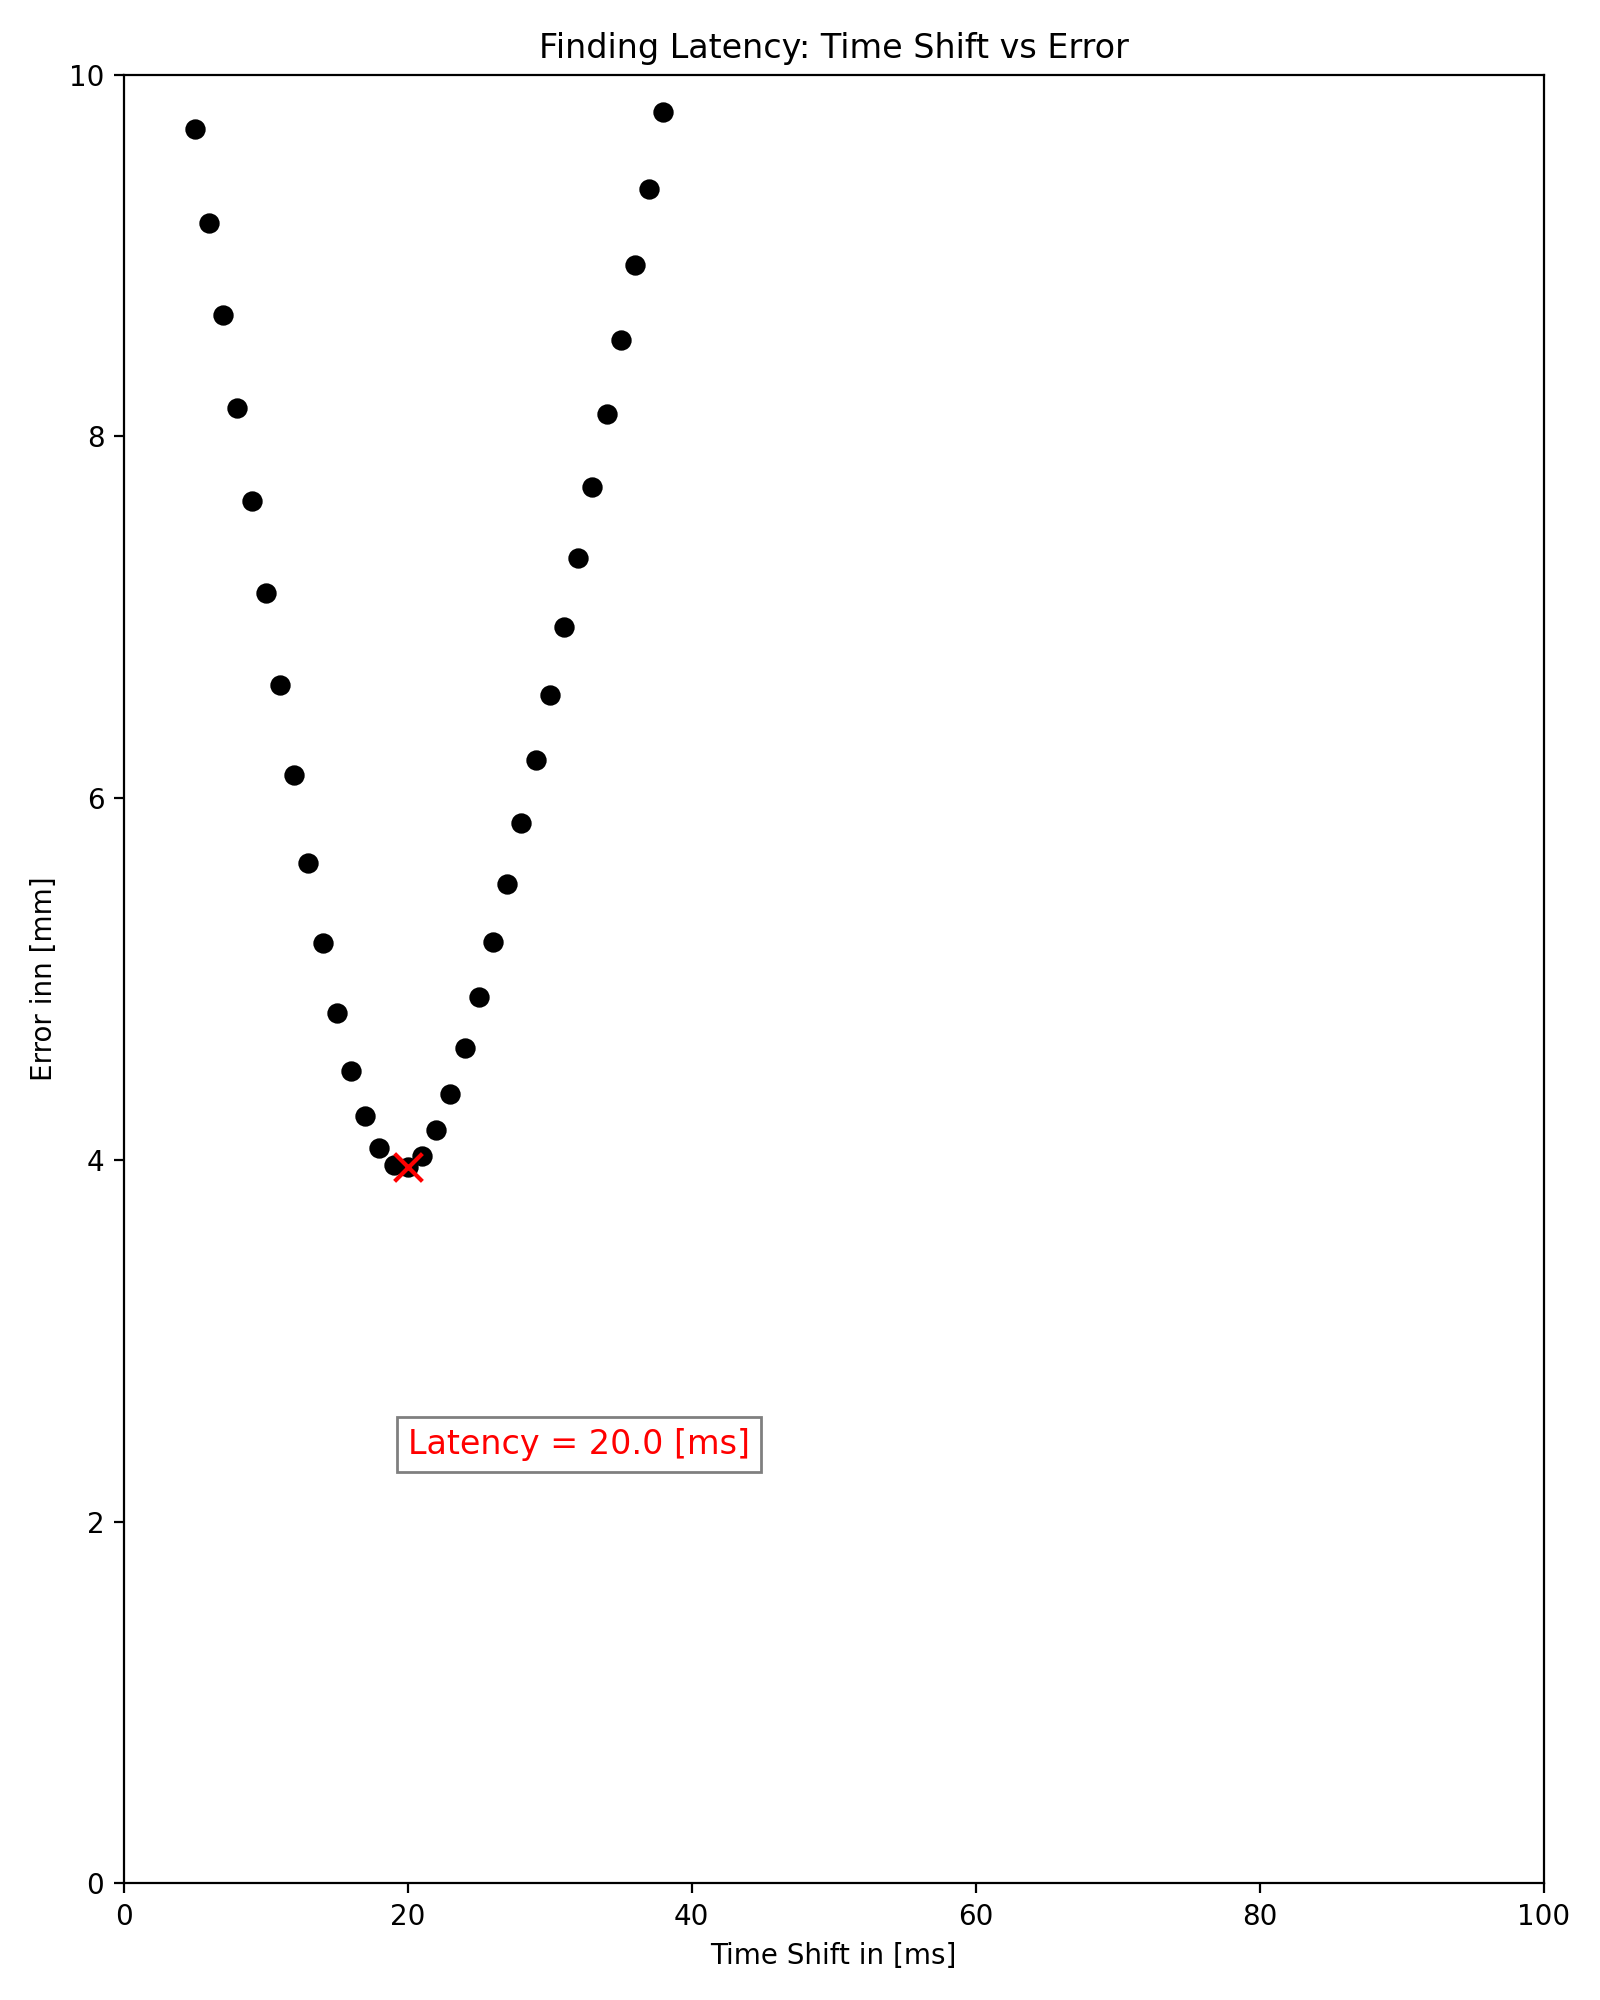 Finding Latency: Time Shift vs Error
10
8
6
4
2
0
Error inn [mm]
Latency = 20.0 [ms]
0 20 40 60 80 100
Time Shift in [ms]